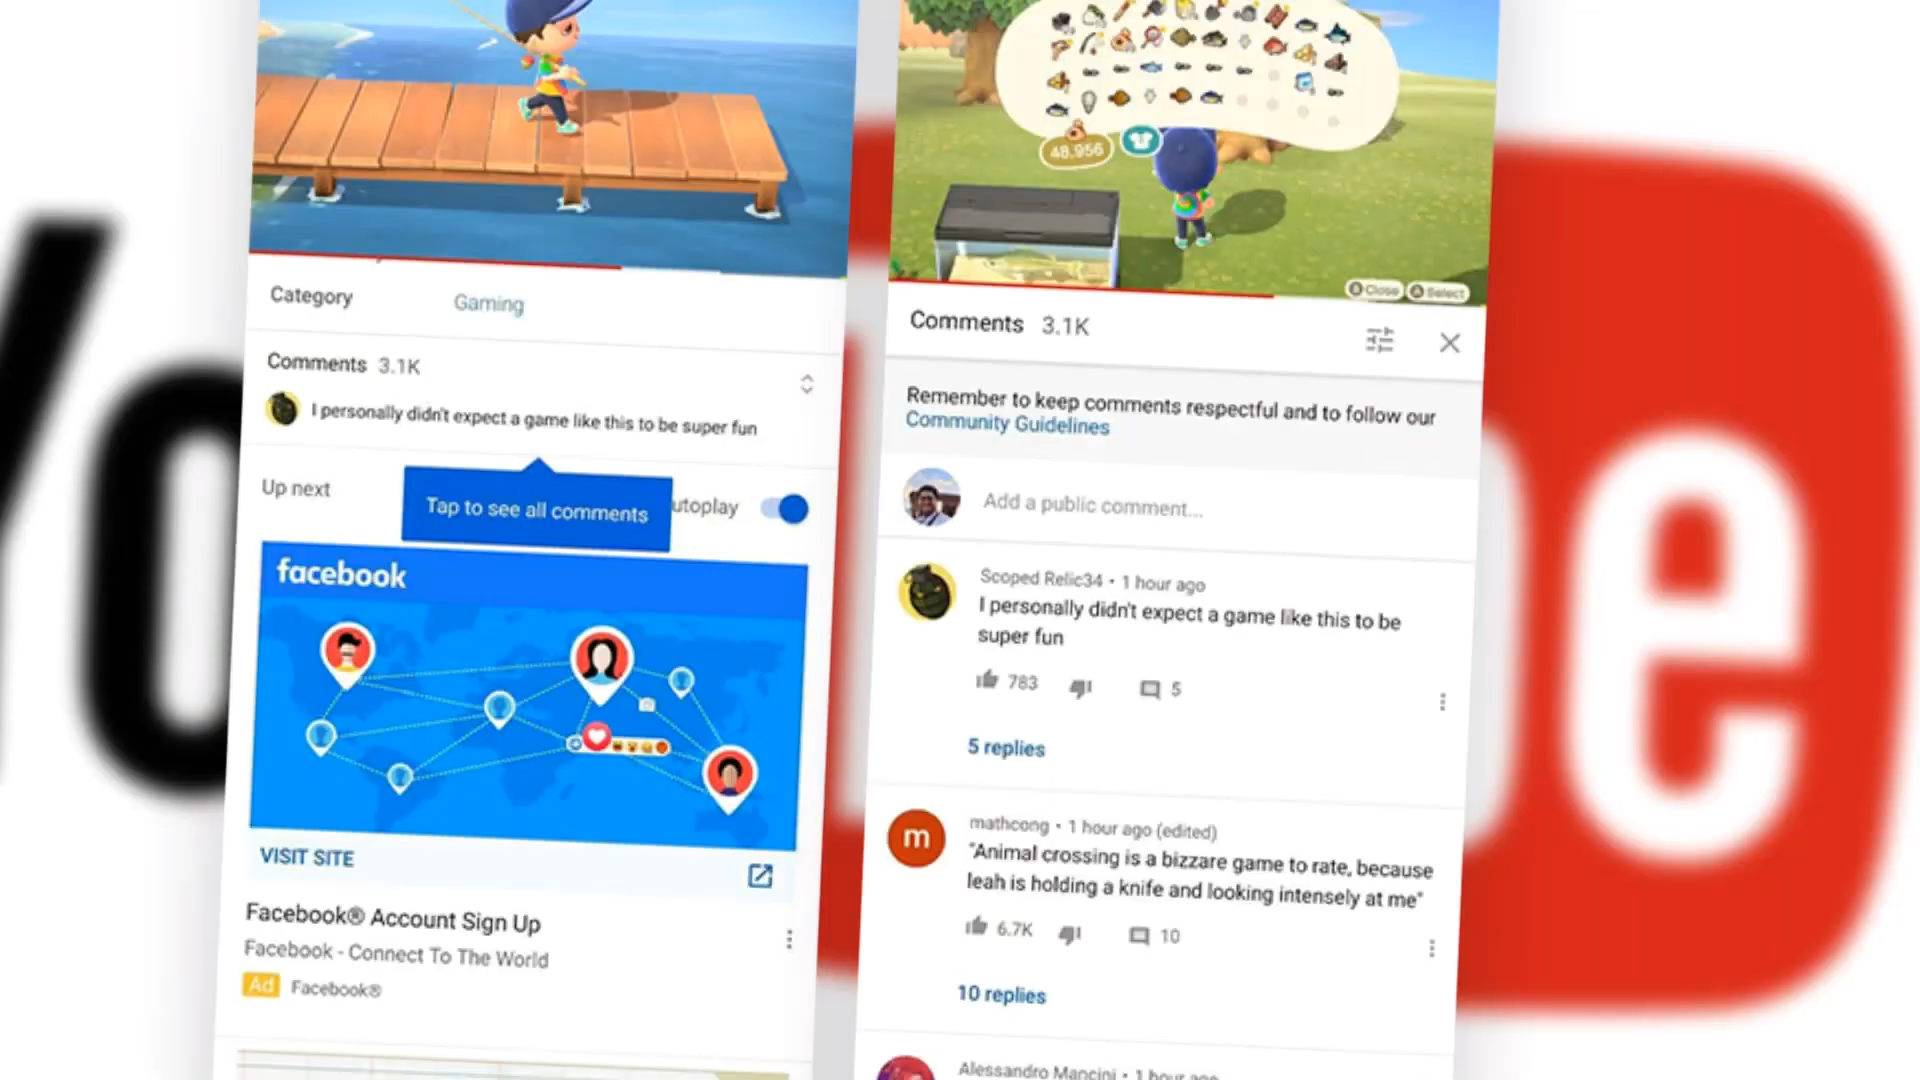 Category Gaming
Comments 3.1K
I personally didn't expect a game like this to be super fun
Tap to see all comments
Up next
utoplay
facebook
VISIT SITE
Facebook® Account Sign Up
Facebook - Connect To The World
Ad Facebook®
48,956
Close Select
Comments 3.1K
Remember to keep comments respectful and to follow our
Community Guidelines
Add a public comment...
Scoped Relic34 • 1 hour ago
I personally didn't expect a game like this to be
super fun
783 5
5 replies
m
mathcong • 1 hour ago (edited)
"Animal crossing is a bizzare game to rate, because
leah is holding a knife and looking intensely at me"
6.7K 10
10 replies
Alessandro Mancini • 1 hour ago
Yo
be